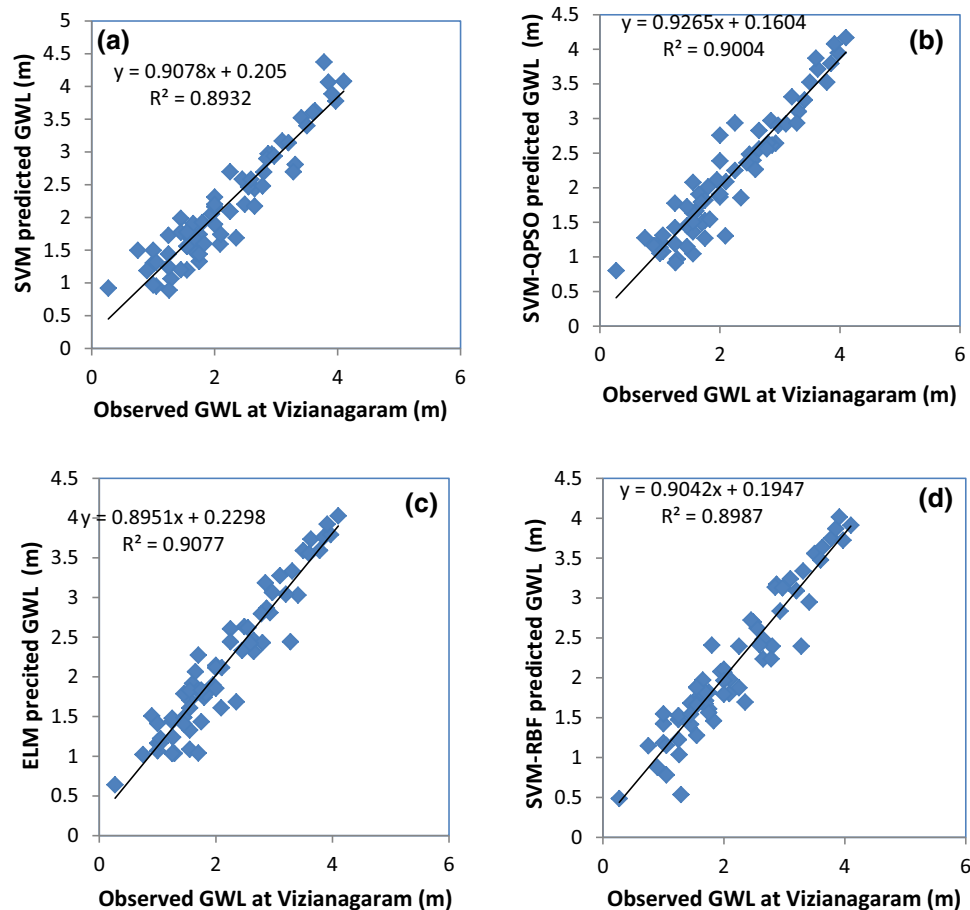 (a)
y = 0.9078x + 0.205
R² = 0.8932
SVM predicted GWL (m)
5
4.5
4
3.5
3
2.5
2
1.5
1
0.5
0
0 2 4 6
Observed GWL at Vizianagaram (m)
(b)
y = 0.9265x + 0.1604
R² = 0.9004
SVM-QPSO predicted GWL (m)
4.5
4
3.5
3
2.5
2
1.5
1
0.5
0
0 2 4 6
Observed GWL at Vizianagaram (m)
(c)
y = 0.8951x + 0.2298
R² = 0.9077
ELM precited GWL (m)
4.5
4
3.5
3
2.5
2
1.5
1
0.5
0
0 2 4 6
Observed GWL at Vizianagaram (m)
(d)
y = 0.9042x + 0.1947
R² = 0.8987
SVM-RBF predicted GWL (m)
4.5
4
3.5
3
2.5
2
1.5
1
0.5
0
0 2 4 6
Observed GWL at Vizianagaram (m)